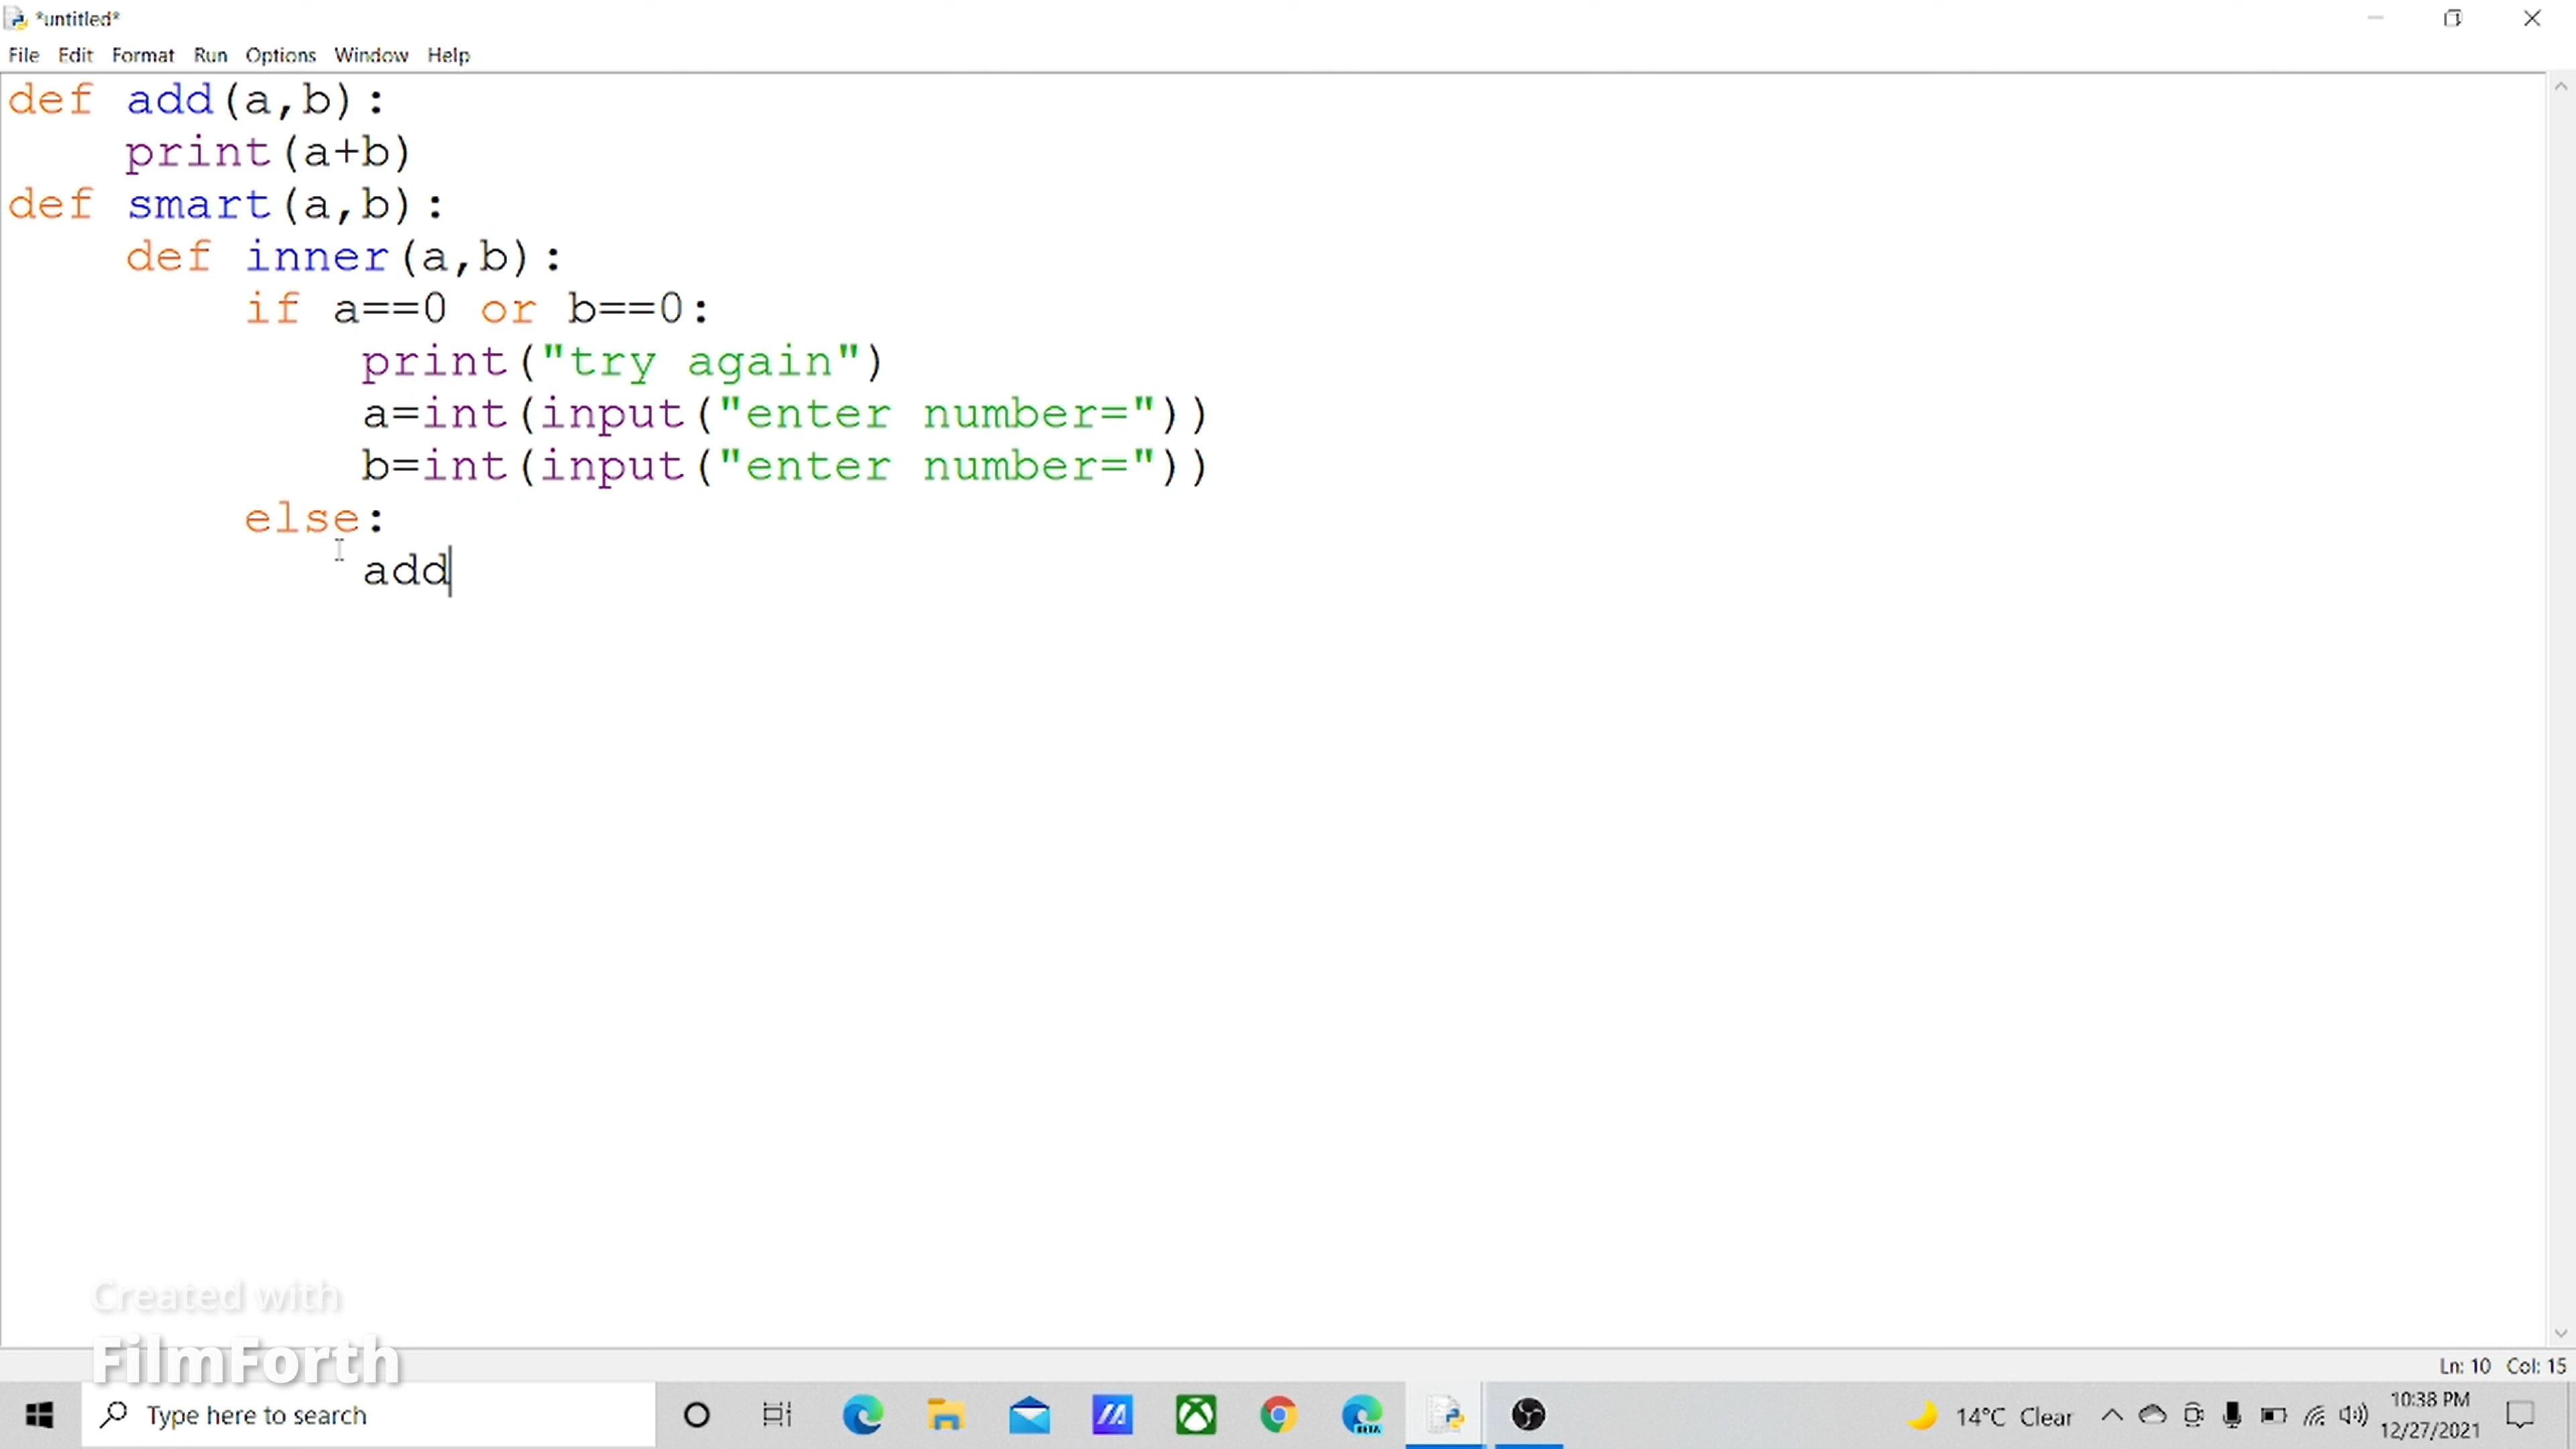 *untitled*
File Edit Format Run Options Window Help
def add(a,b):
    print(a+b)
def smart(a,b):
    def inner(a,b):
        if a==0 or b==0:
            print("try again")
            a=int(input("enter number="))
            b=int(input("enter number="))
        else:
            add
Created with
FilmForth
Ln: 10 Col: 15
Type here to search
BETA
14°C Clear
10:38 PM
12/27/2021